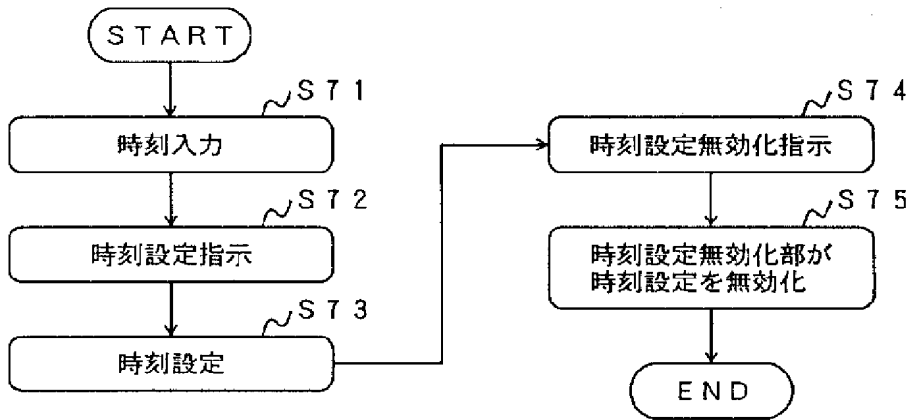 START
S71
時刻入力
S72
時刻設定指示
S73
時刻設定
S74
時刻設定無効化指示
S75
時刻設定無効化部が
時刻設定を無効化
END